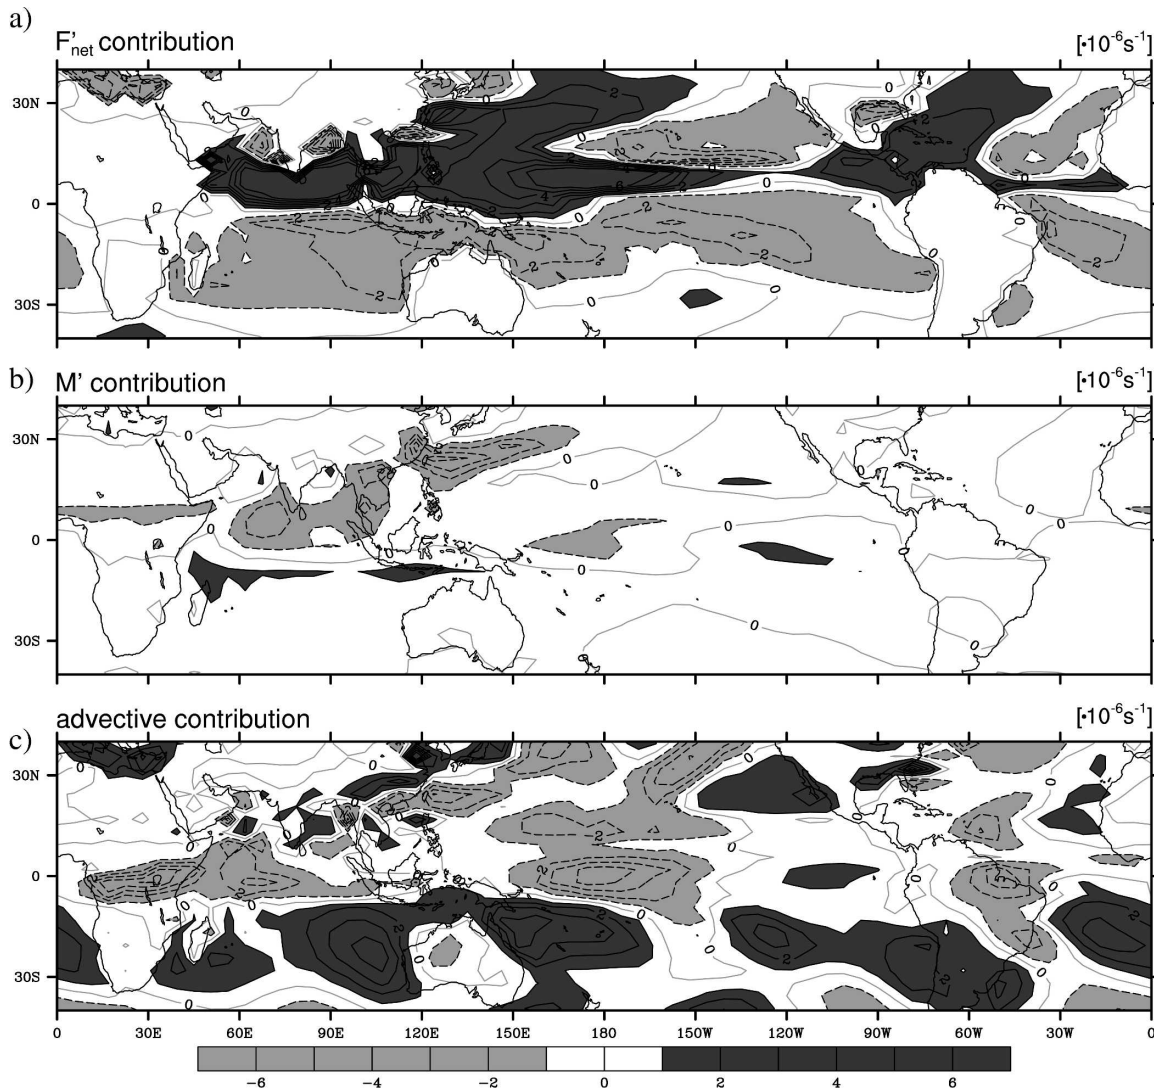 a)
F'net contribution [•10-6s-1]
30N
0
30S
b)
M' contribution [•10-6s-1]
30N
0
30S
advective contribution [•10-6s-1]
c)
30N
0
30S
0 30E 60E 90E 120E 150E 180 150W 120W 90W 60W 30W 0
-6 -4 -2 0 2 4 6